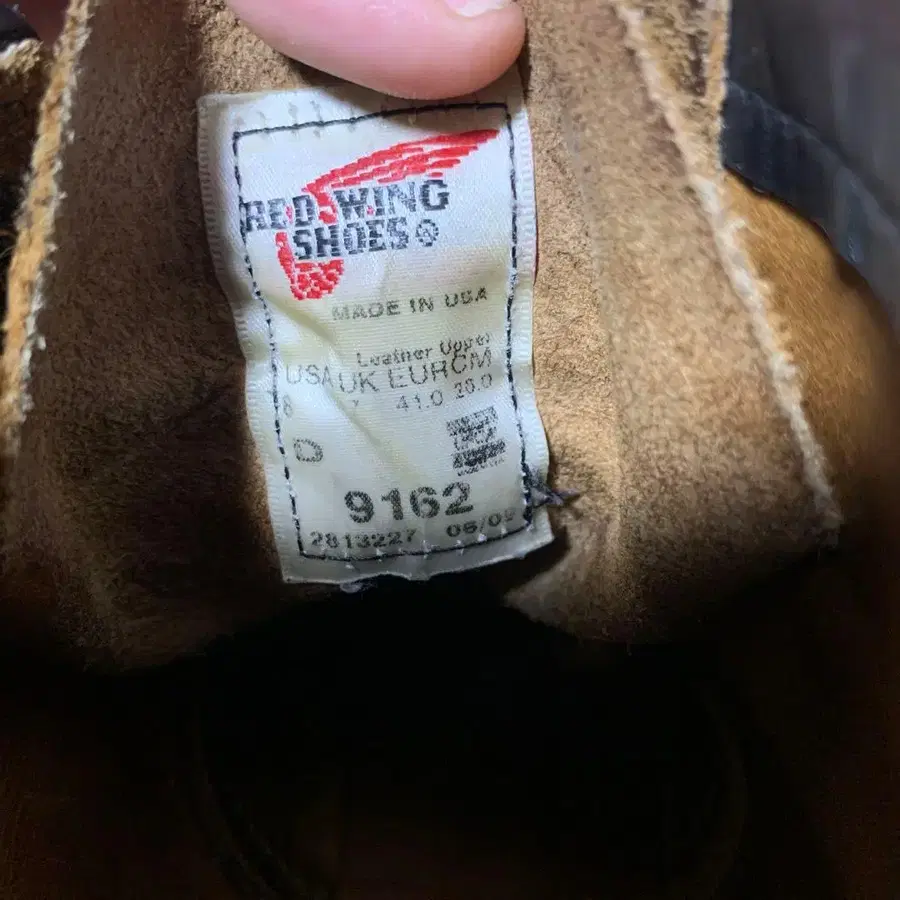 RED WING
SHOES
MADE IN USA
Leather Upper
USA UK EUR CM
8 7 41.0 26.0
D
9162
2813227 06/09